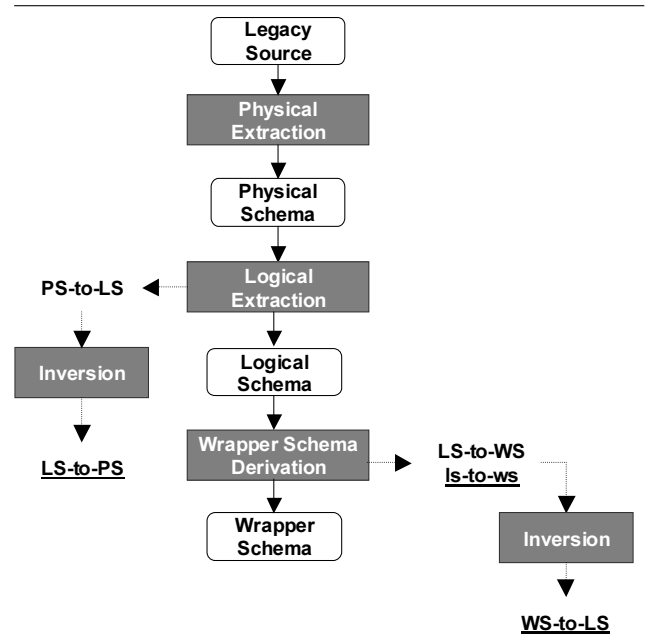 Legacy
Source
Physical
Extraction
Physical
Schema
PS-to-LS
Logical
Extraction
Inversion
Logical
Schema
LS-to-PS
Wrapper Schema
Derivation
LS-to-WS
ls-to-ws
Wrapper
Schema
Inversion
WS-to-LS